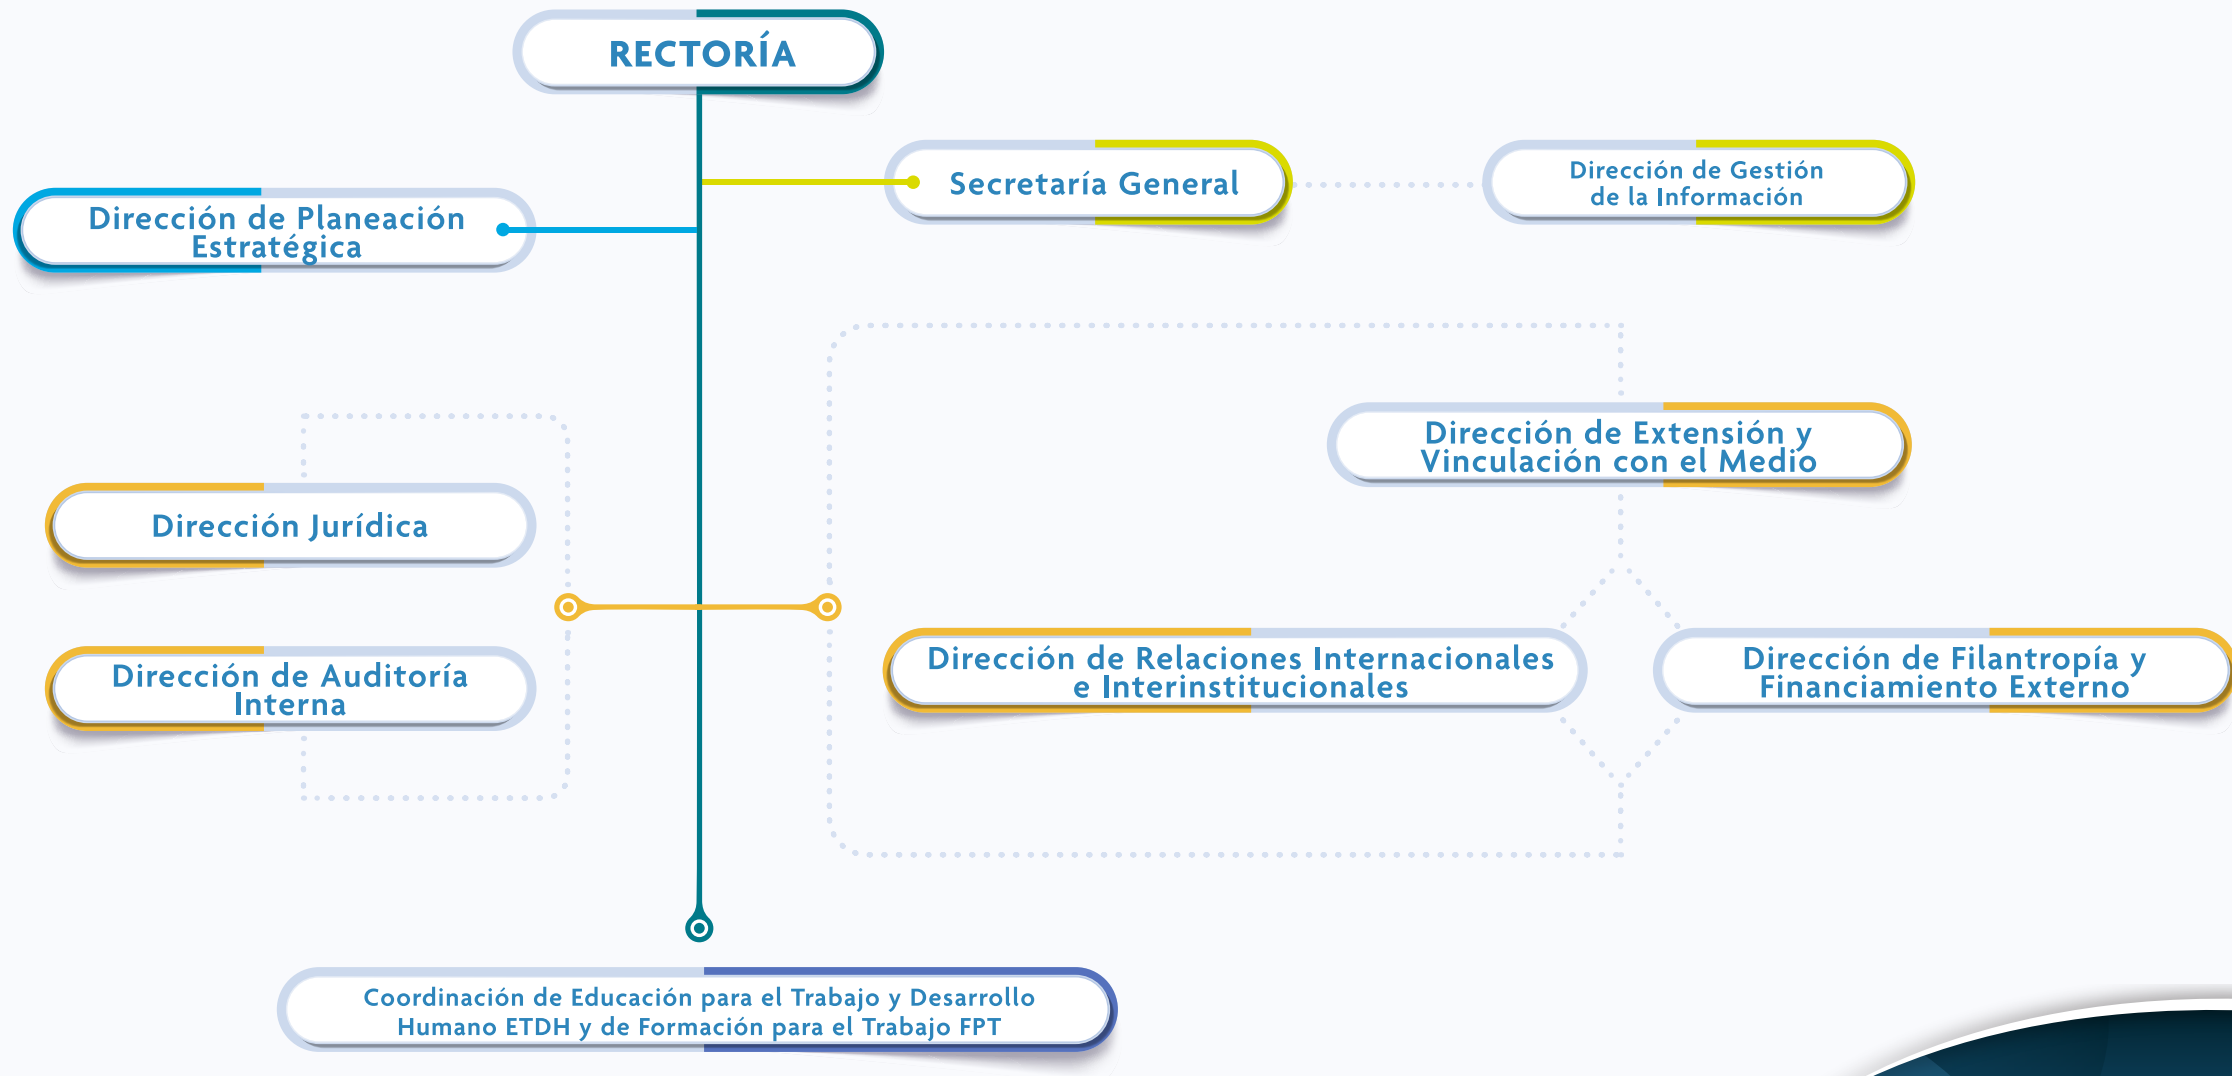 RECTORÍA
Secretaría General
Dirección de Gestión
de la Información
Dirección de Planeación
Estratégica
Dirección de Extensión y
Vinculación con el Medio
Dirección Jurídica
Dirección de Auditoría
Interna
Dirección de Relaciones Internacionales
e Interinstitucionales
Dirección de Filantropía y
Financiamiento Externo
Coordinación de Educación para el Trabajo y Desarrollo
Humano ETDH y de Formación para el Trabajo FPT